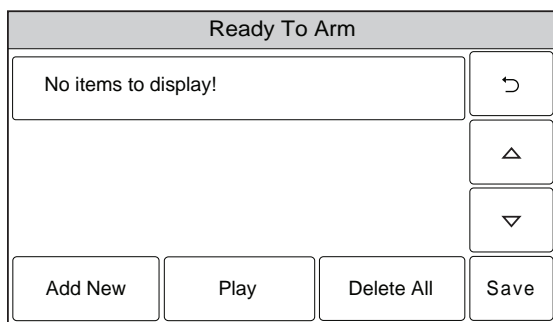 Ready To Arm
No items to display!
Add New
Play
Delete All
Save